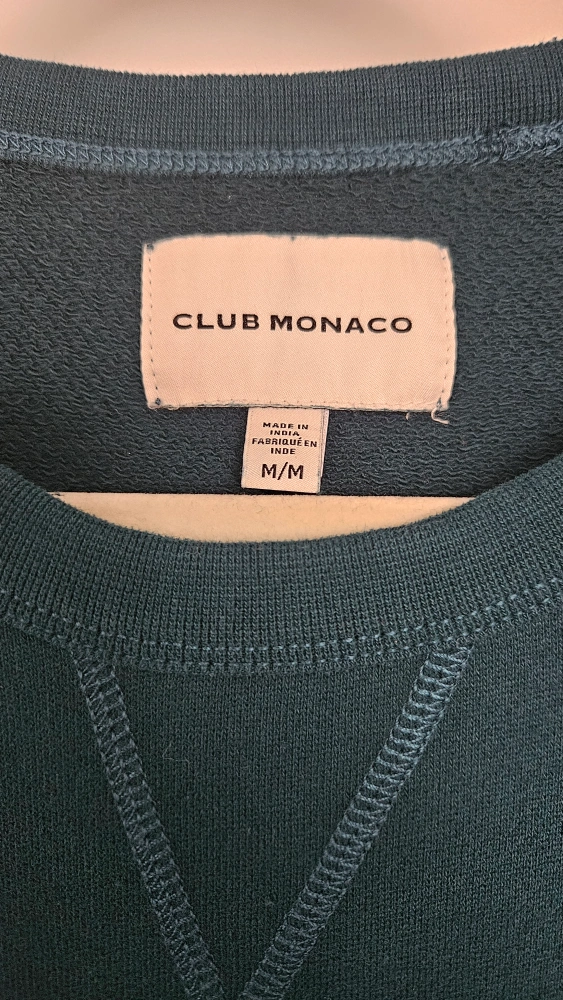 CLUB MONACO
MADE IN
INDIA
FABRIQUÉ EN
INDE
M/M